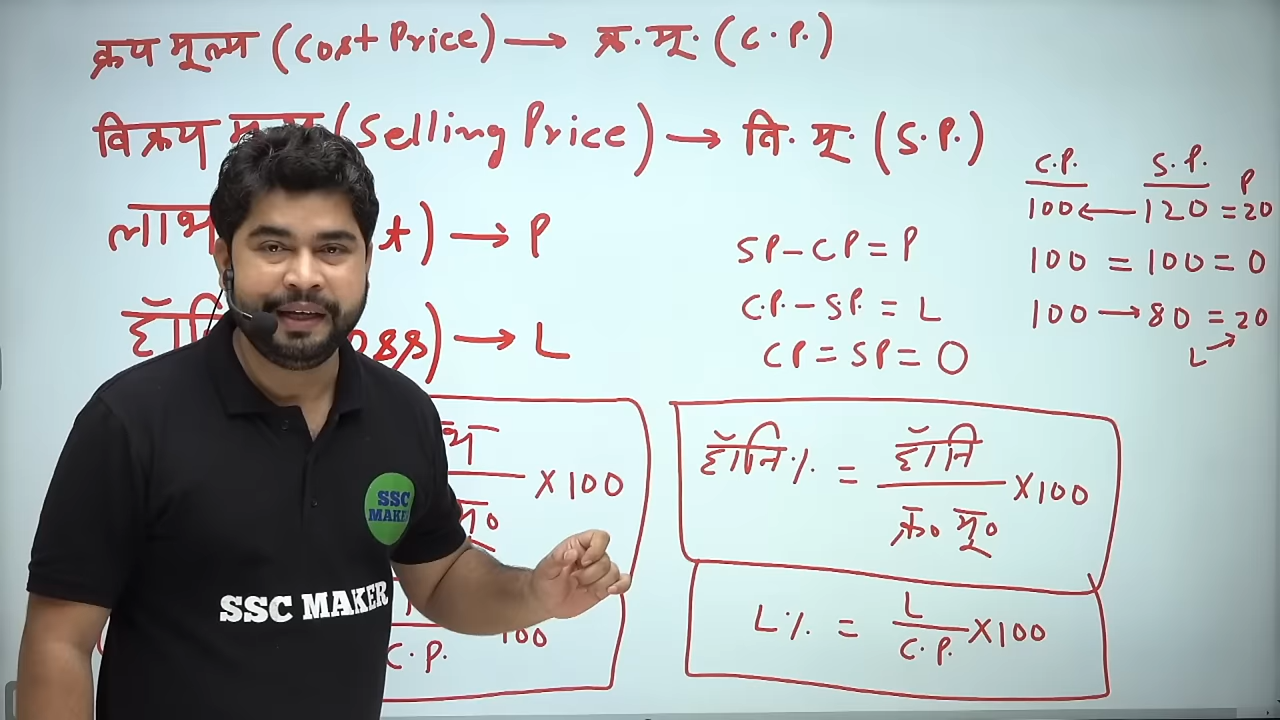 क्रय मूल्य (Cost Price) → क्र. मू. (C.P.)
विक्रय (Selling Price) → वि. मू. (S.P.)
लाभ → P
→ L
SP – CP = P
C.P. – S.P. = L
CP = SP = 0
C.P. S.P. P
100 ← 120 = 20
100 = 100 = 0
100 → 80 = 20
L
X 100
हॉनि % = हॉनि / क्र० मू० X 100
C.P. 100
L % = L / C.P. X 100
SSC MAKER
SSC MAKER